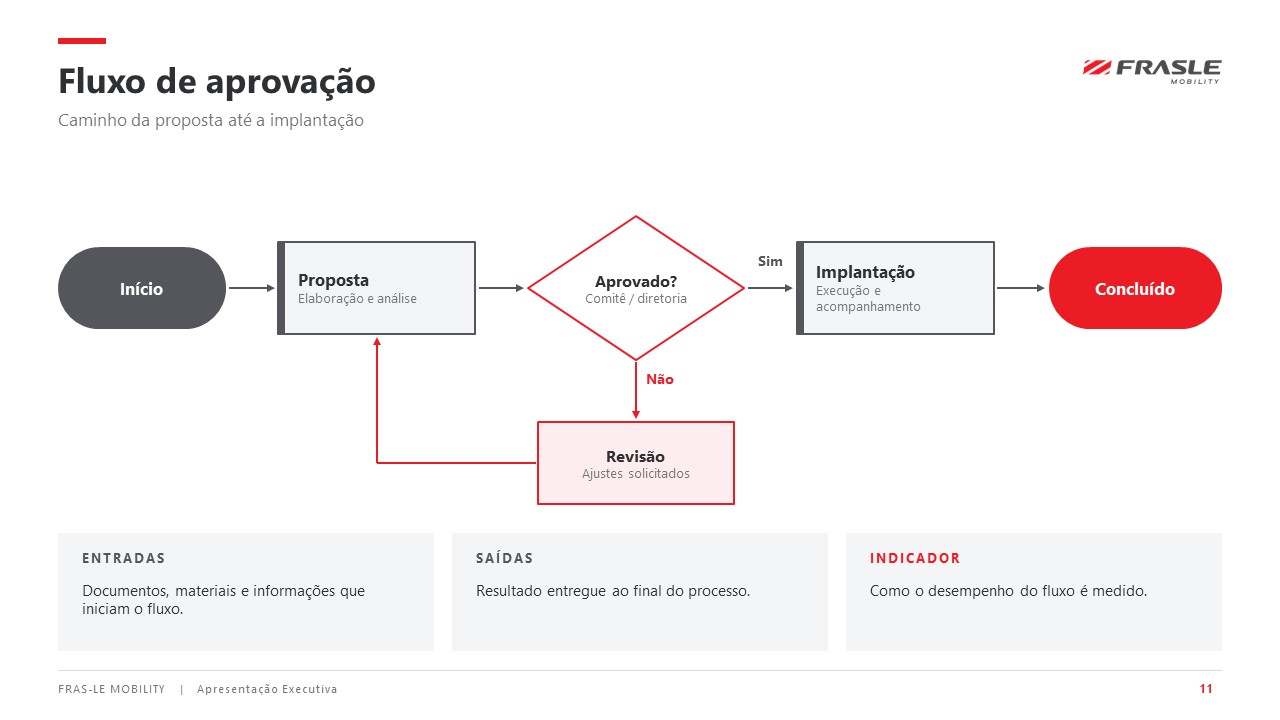 Fluxo de aprovação
FRASLE
MOBILITY
Caminho da proposta até a implantação
Início
Proposta
Elaboração e análise
Aprovado?
Comitê / diretoria
Sim
Implantação
Execução e
acompanhamento
Concluído
Não
Revisão
Ajustes solicitados
ENTRADAS
Documentos, materiais e informações que
iniciam o fluxo.
SAÍDAS
Resultado entregue ao final do processo.
INDICADOR
Como o desempenho do fluxo é medido.
FRAS-LE MOBILITY | Apresentação Executiva
11